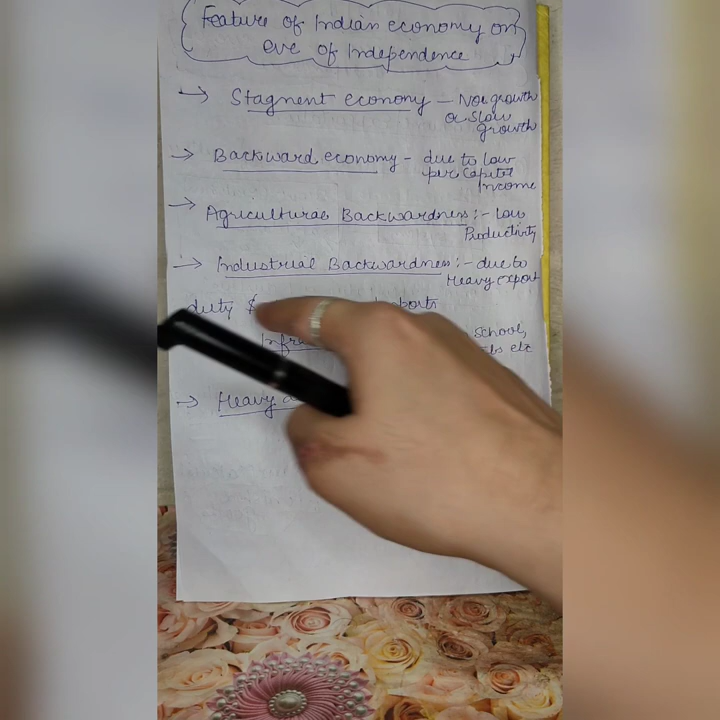 Feature of Indian economy on
eve of Independence
→ Stagnent economy - No growth
or slow
growth
→ Backward economy - due to low
per Capital
Income
→ Agricultural Backwardness :- low
Productivity
→ Industrial Backwardness :- due to
Heavy export
duty
school,
etc
→ Heavy